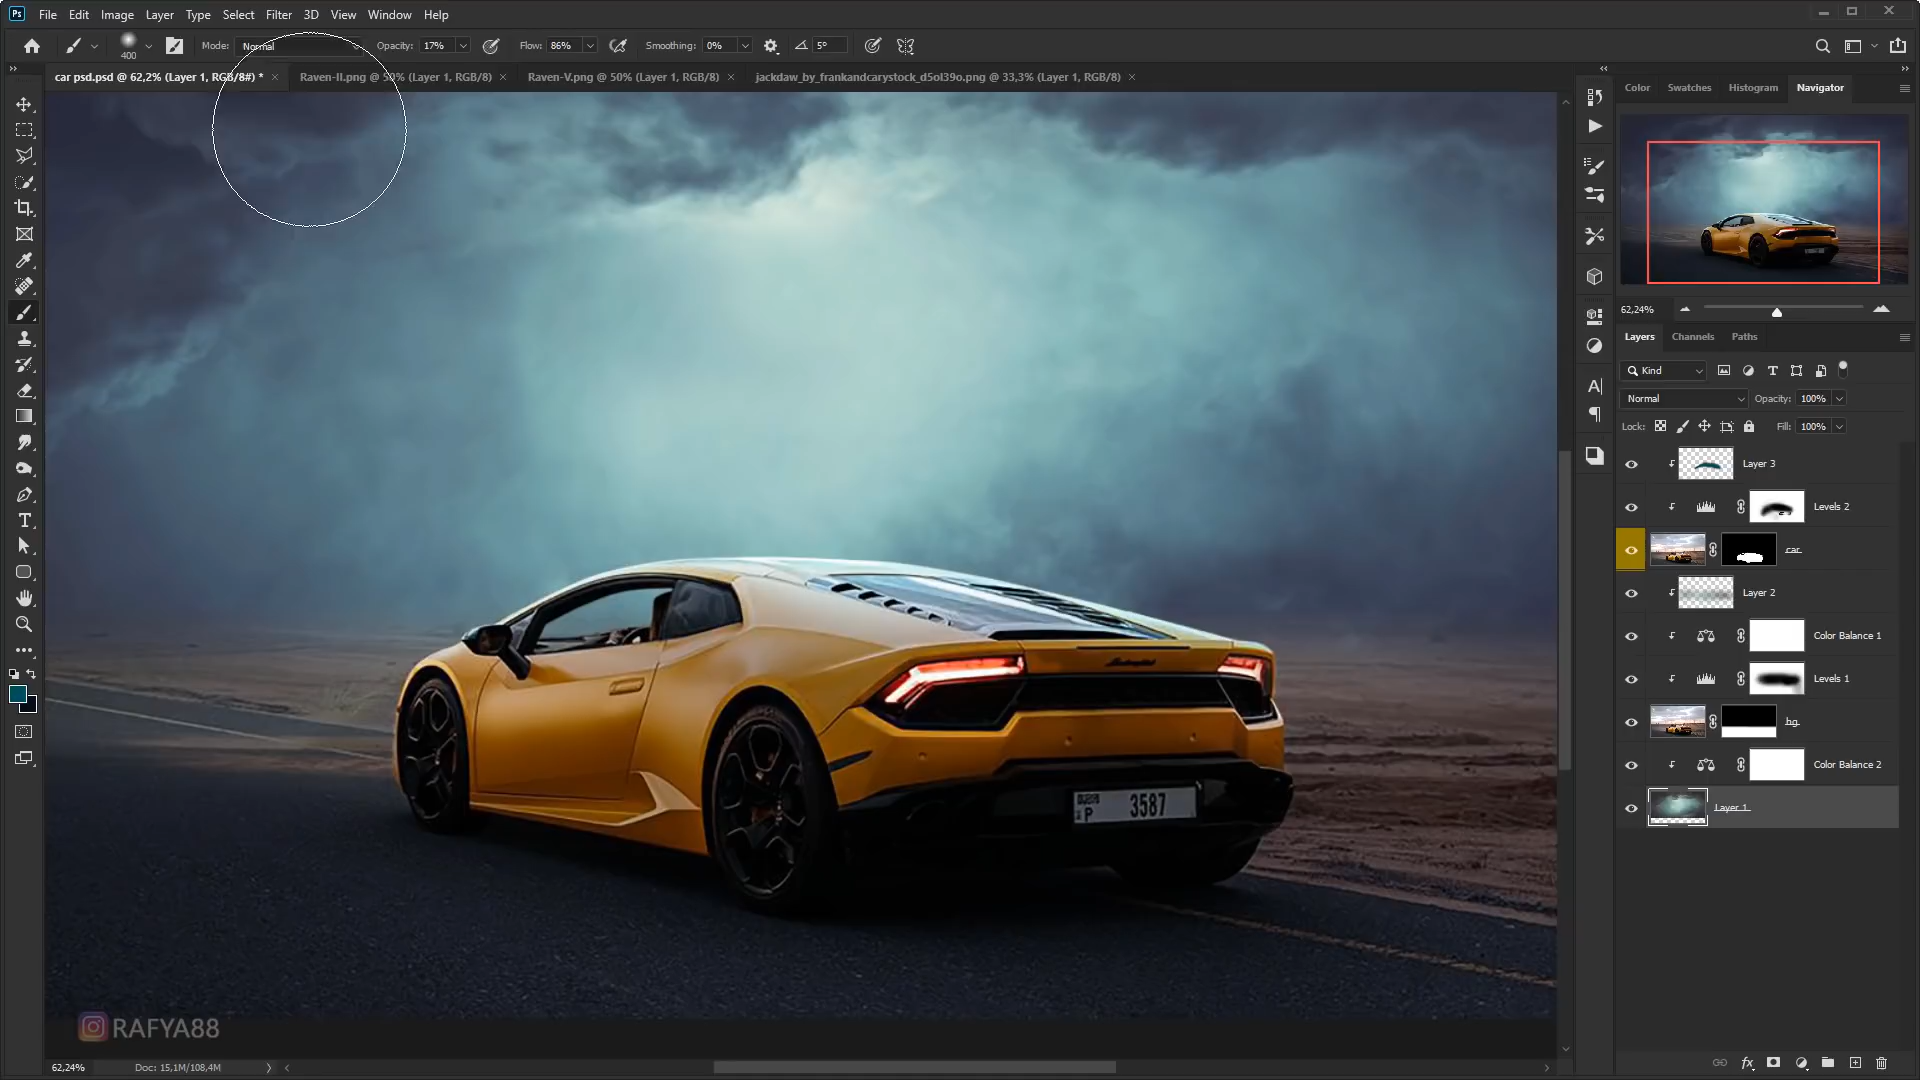 Ps File Edit Image Layer Type Select Filter 3D View Window Help
400 Mode: Normal Opacity: 17% Flow: 86% Smoothing: 0% 5°
car psd.psd @ 62,2% (Layer 1, RGB/8#) * Raven-II.png @ 50% (Layer 1, RGB/8) Raven-V.png @ 50% (Layer 1, RGB/8) jackdaw_by_frankandcarystock_d5ol39o.png @ 33,3% (Layer 1, RGB/8)
Color Swatches Histogram Navigator
62,24%
Layers Channels Paths
Kind
Normal Opacity: 100%
Lock: Fill: 100%
Layer 3
Levels 2
car
Layer 2
Color Balance 1
Levels 1
bg
Color Balance 2
Layer 1
P 3587
RAFYA88
62,24% Doc: 15,1M/108,4M